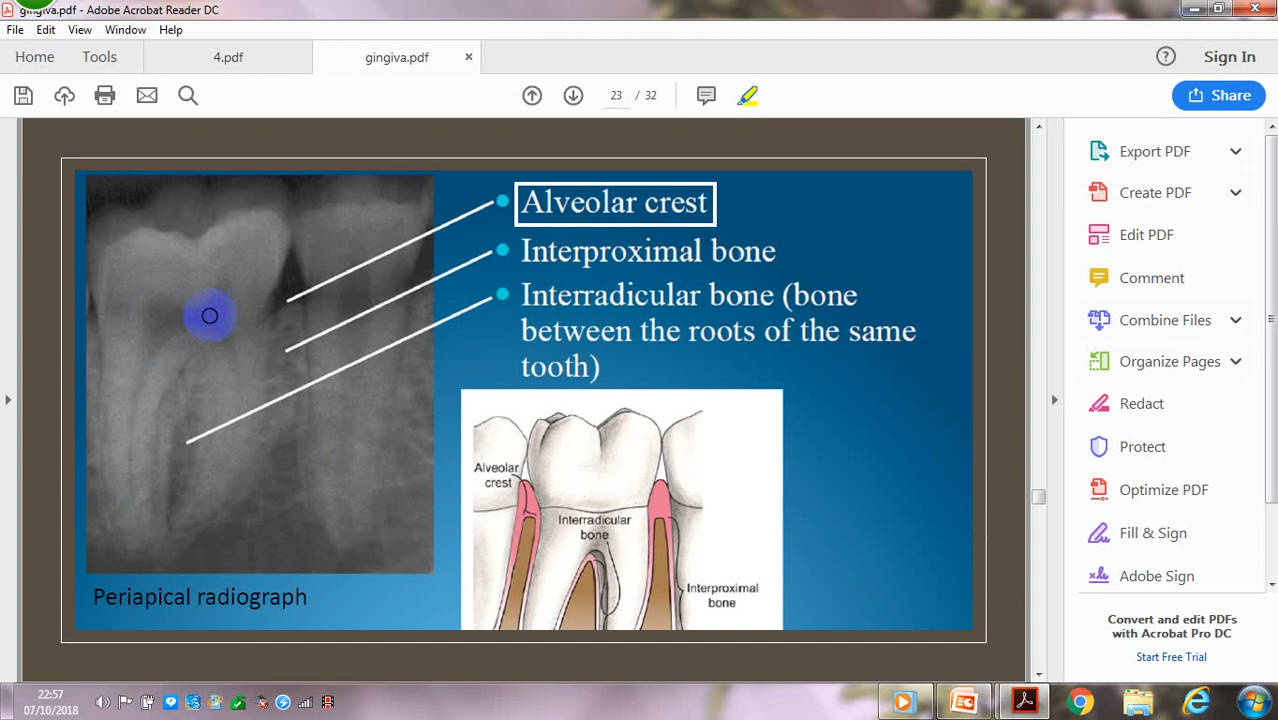 gingiva.pdf - Adobe Acrobat Reader DC
File Edit View Window Help
Home Tools 4.pdf gingiva.pdf × Sign In
23 / 32 Share
Alveolar crest
Interproximal bone
Interradicular bone (bone
between the roots of the same
tooth)
Alveolar
crest
Interradicular
bone
Interproximal
bone
Periapical radiograph
Export PDF
Create PDF
Edit PDF
Comment
Combine Files
Organize Pages
Redact
Protect
Optimize PDF
Fill & Sign
Adobe Sign
Convert and edit PDFs
with Acrobat Pro DC
Start Free Trial
22:57
07/10/2018